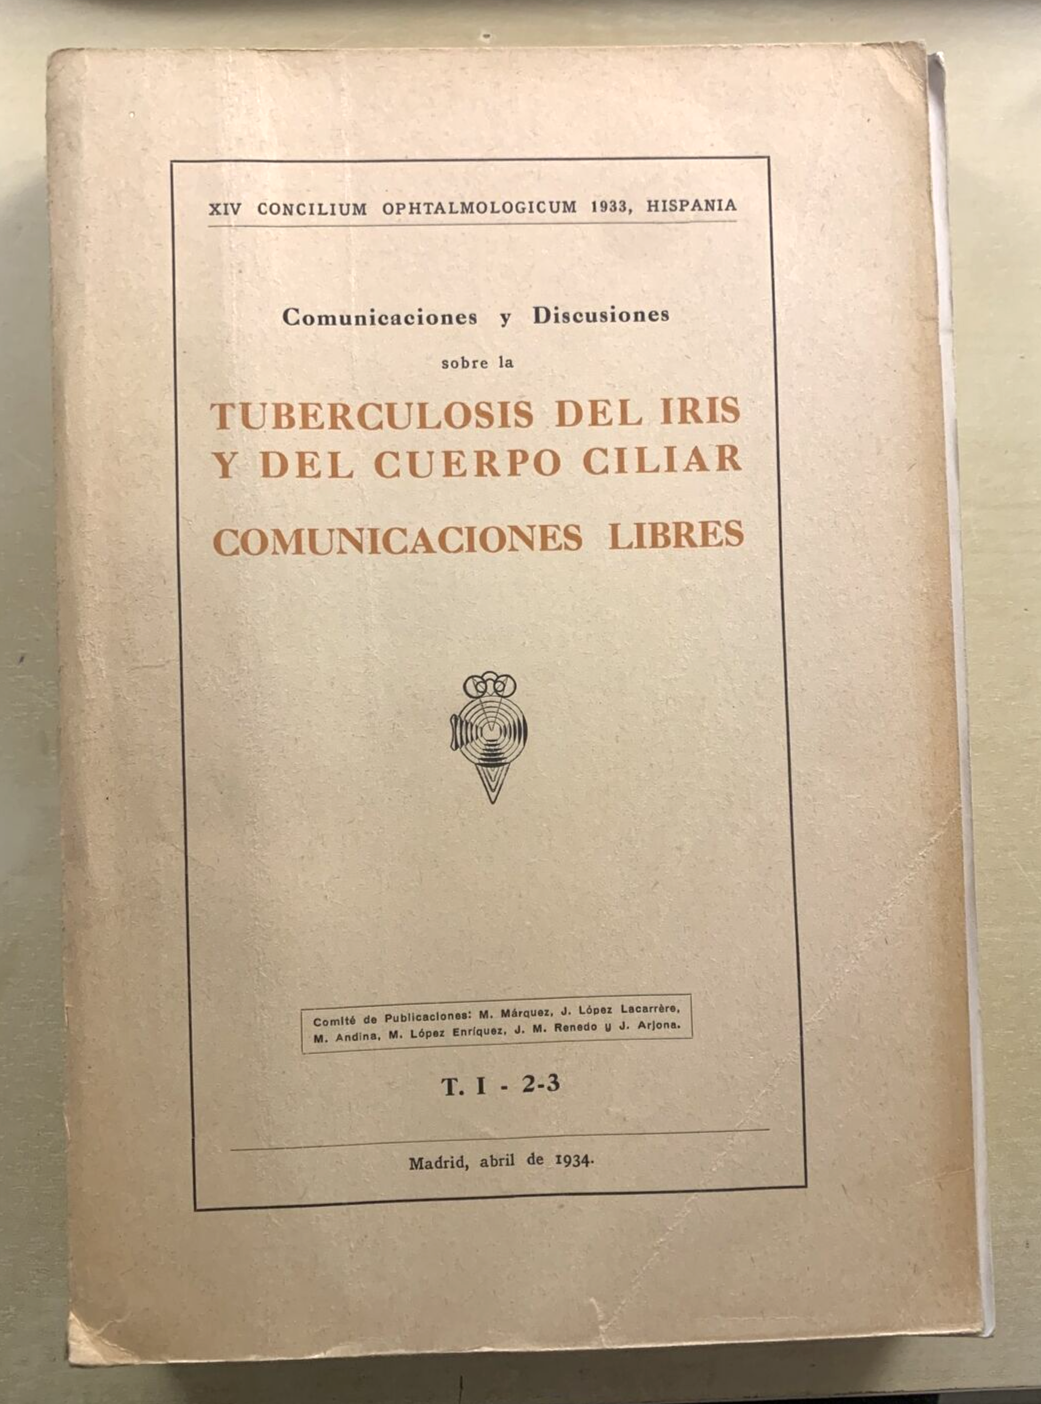 XIV CONCILIUM OPHTALMOLOGICUM 1933, HISPANIA
Comunicaciones y Discusiones
sobre la
TUBERCULOSIS DEL IRIS
Y DEL CUERPO CILIAR
COMUNICACIONES LIBRES
Comité de Publicaciones: M. Márquez, J. López Lacarrère,
M. Andina, M. López Enríquez, J. M. Renedo y J. Arjona.
T. I - 2-3
Madrid, abril de 1934.